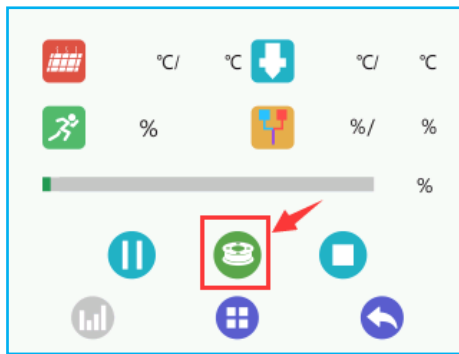 ℃/ ℃ ℃/ ℃
% %/ %
%